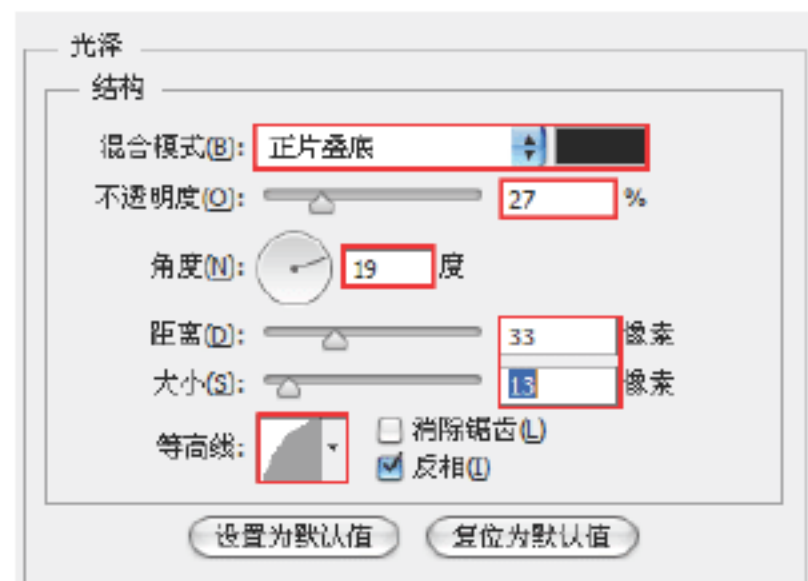 光泽
结构
混合模式(B): 正片叠底
不透明度(O): 27 %
角度(N): 19 度
距离(D): 33 像素
大小(S): 13 像素
等高线: 消除锯齿(L)
反相(I)
设置为默认值 复位为默认值